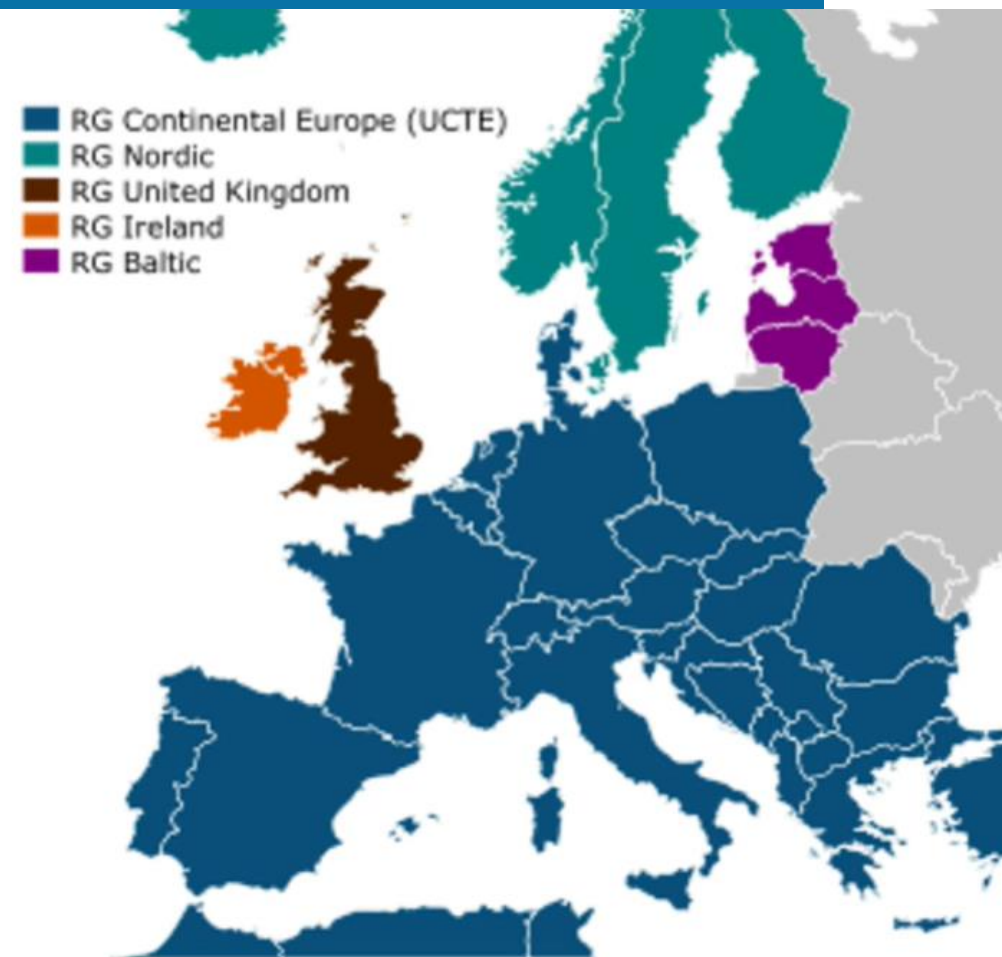 RG Continental Europe (UCTE)
RG Nordic
RG United Kingdom
RG Ireland
RG Baltic